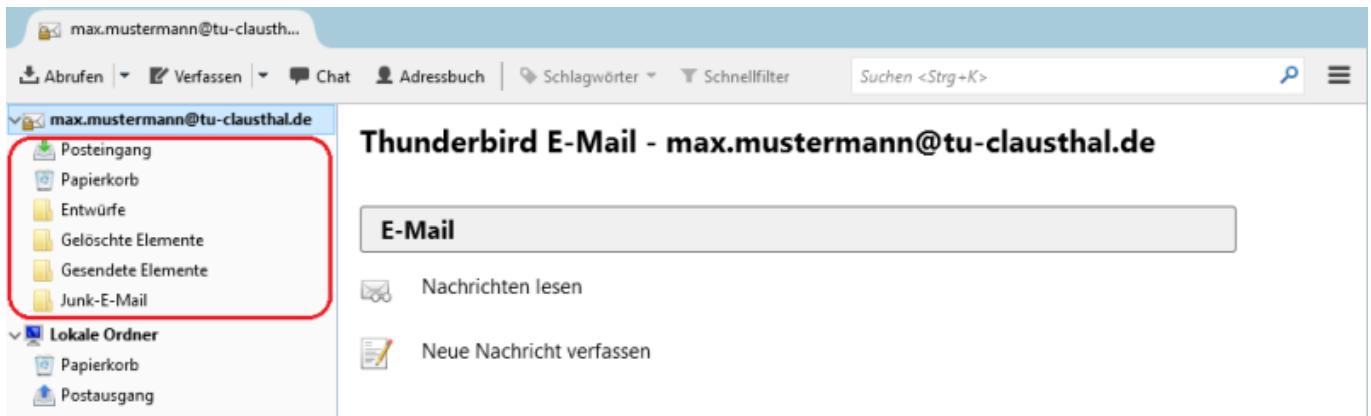 max.mustermann@tu-clausth...
Abrufen Verfassen Chat Adressbuch Schlagwörter Schnellfilter Suchen <Strg+K>
max.mustermann@tu-clausthal.de
Posteingang
Papierkorb
Entwürfe
Gelöschte Elemente
Gesendete Elemente
Junk-E-Mail
Lokale Ordner
Papierkorb
Postausgang
Thunderbird E-Mail - max.mustermann@tu-clausthal.de
E-Mail
Nachrichten lesen
Neue Nachricht verfassen